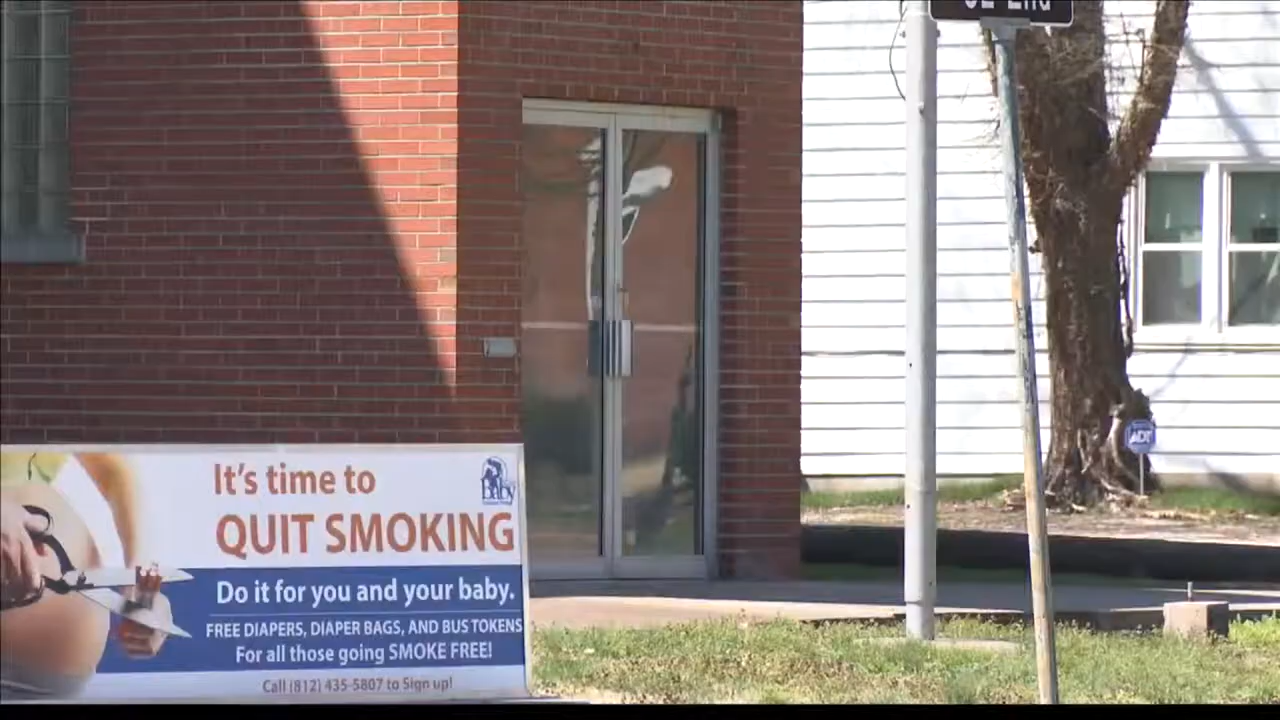 It's time to
QUIT SMOKING
baby
Do it for you and your baby.
FREE DIAPERS, DIAPER BAGS, AND BUS TOKENS
For all those going SMOKE FREE!
Call (812) 435-5807 to Sign up!
ADT